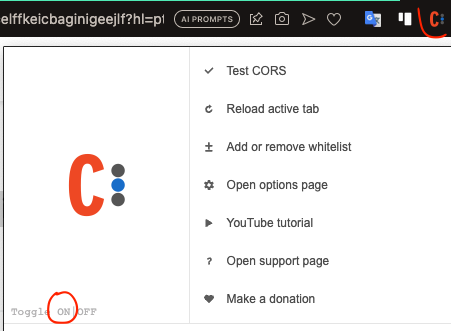 elffkeicbaginigeejlf?hl=pt
AI PROMPTS
C:
Test CORS
Reload active tab
Add or remove whitelist
Open options page
YouTube tutorial
Open support page
Make a donation
C:
Toggle ON|OFF